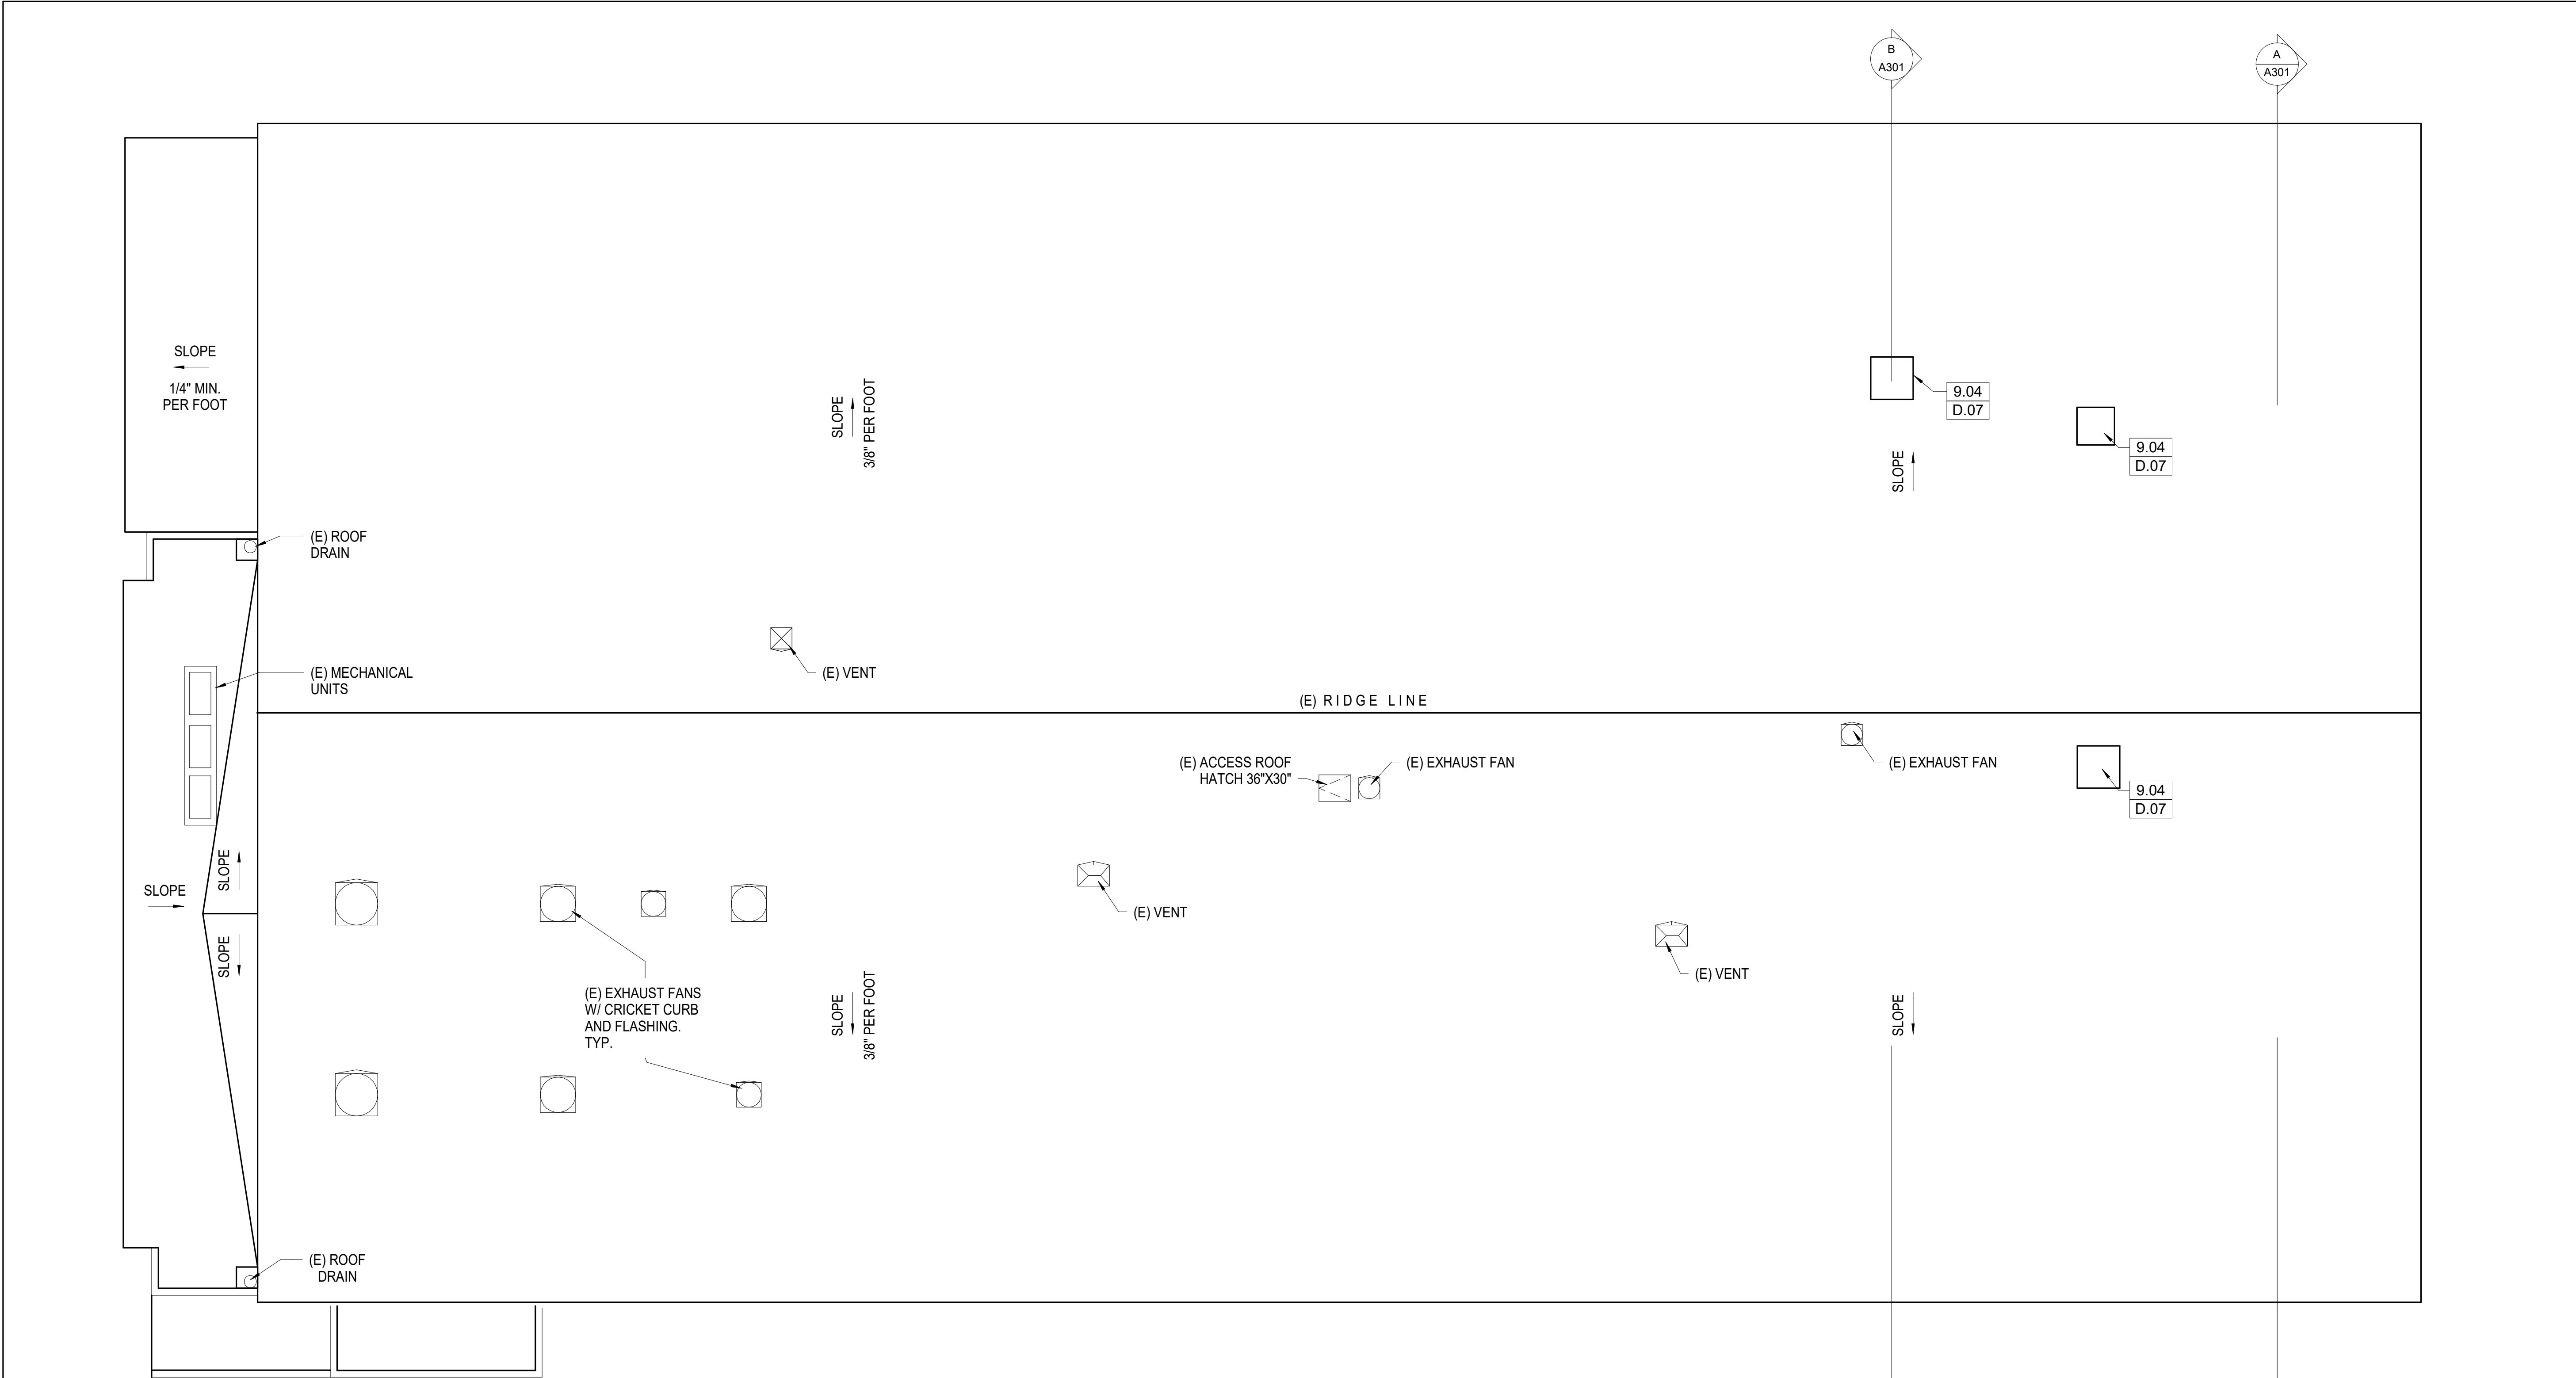 B
A301
A
A301
SLOPE
1/4" MIN.
PER FOOT
SLOPE
3/8" PER FOOT
9.04
D.07
9.04
D.07
SLOPE
(E) ROOF
DRAIN
(E) MECHANICAL
UNITS
(E) VENT
(E) RIDGE LINE
(E) ACCESS ROOF
HATCH 36"X30"
(E) EXHAUST FAN
(E) EXHAUST FAN
9.04
D.07
SLOPE
SLOPE
SLOPE
(E) VENT
(E) VENT
(E) EXHAUST FANS
W/ CRICKET CURB
AND FLASHING.
TYP.
SLOPE
3/8" PER FOOT
SLOPE
(E) ROOF
DRAIN